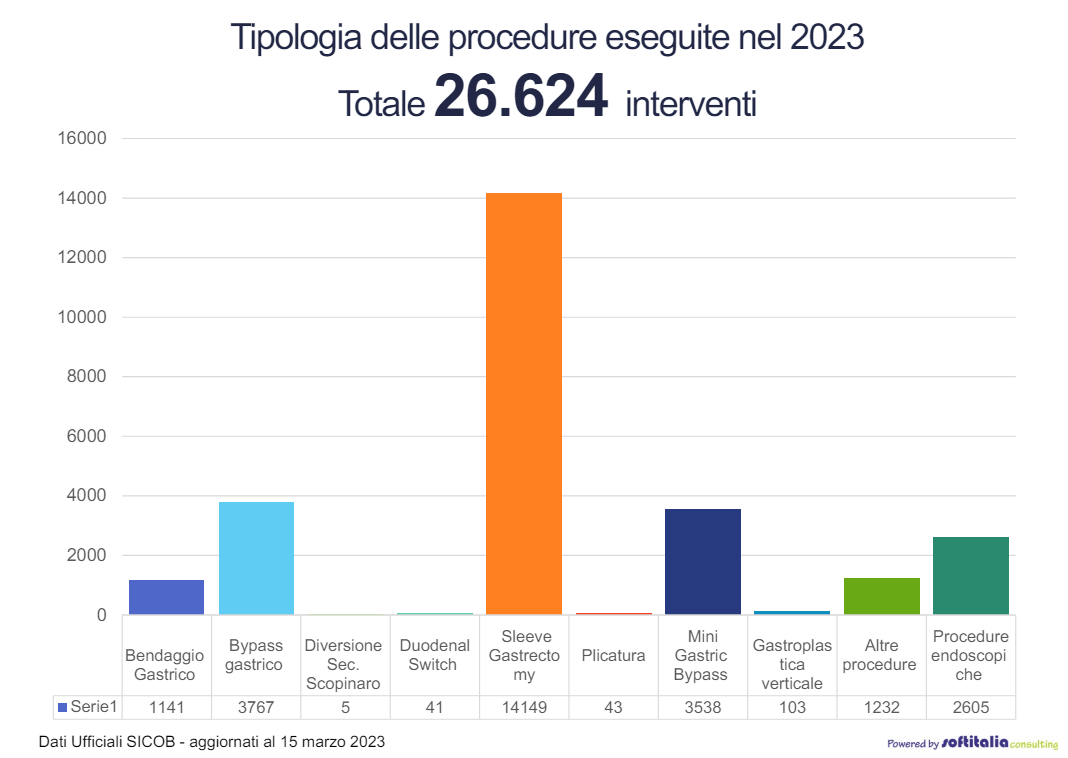 Tipologia delle procedure eseguite nel 2023
Totale 26.624 interventi
16000
14000
12000
10000
8000
6000
4000
2000
0
Bendaggio
Gastrico
Bypass
gastrico
Diversione
Sec.
Scopinaro
Duodenal
Switch
Sleeve
Gastrecto
my
Plicatura
Mini
Gastric
Bypass
Gastroplas
tica
verticale
Altre
procedure
Procedure
endoscopi
che
Serie1 1141 3767 5 41 14149 43 3538 103 1232 2605
Dati Ufficiali SICOB - aggiornati al 15 marzo 2023
Powered by softitalia consulting